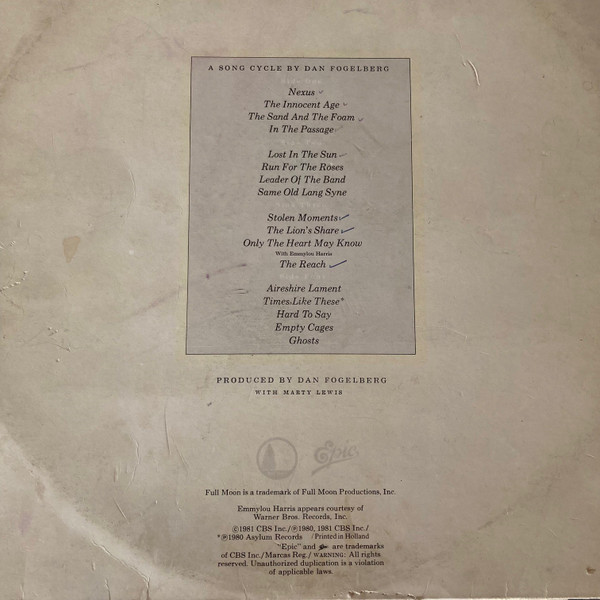 A SONG CYCLE BY DAN FOGELBERG
Nexus
The Innocent Age
The Sand And The Foam
In The Passage
Lost In The Sun
Run For The Roses
Leader Of The Band
Same Old Lang Syne
Stolen Moments
The Lion's Share
Only The Heart May Know
With Emmylou Harris
The Reach
Aireshire Lament
Times Like These*
Hard To Say
Empty Cages
Ghosts
PRODUCED BY DAN FOGELBERG
WITH MARTY LEWIS
Epic
Full Moon is a trademark of Full Moon Productions, Inc.
Emmylou Harris appears courtesy of
Warner Bros. Records, Inc.
©1981 CBS Inc./℗1980, 1981 CBS Inc./
*℗1980 Asylum Records /Printed in Holland
"Epic" and are trademarks
of CBS Inc./Marcas Reg./WARNING: All rights
reserved. Unauthorized duplication is a violation
of applicable laws.